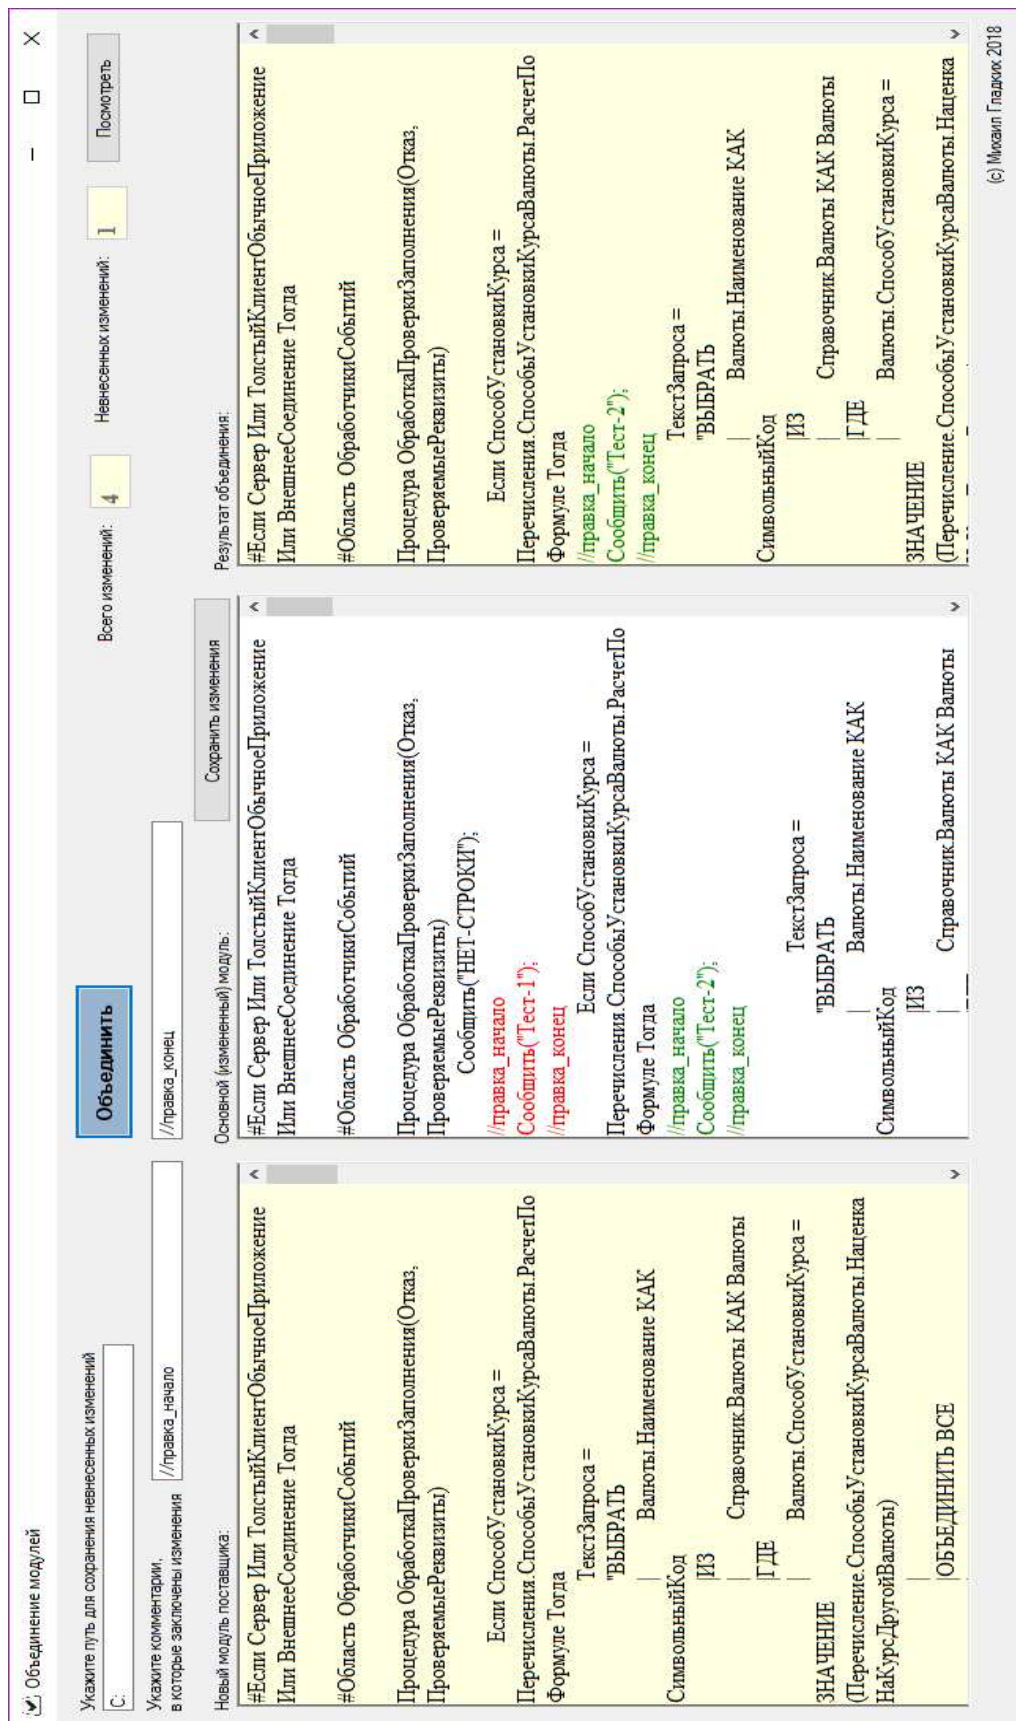 Объединение модулей
Укажите путь для сохранения невнесенных изменений
C:
Объединить
Всего изменений: 4
Невнесенных изменений: 1
Посмотреть
Укажите комментарии,
в которые заключены изменения
//правка_начало
//правка_конец
Сохранить изменения
Новый модуль поставщика:
#Если Сервер Или ТолстыйКлиентОбычноеПриложение
Или ВнешнееСоединение Тогда
#Область ОбработчикиСобытий
Процедура ОбработкаПроверкиЗаполнения(Отказ,
ПроверяемыеРеквизиты)
Если СпособУстановкиКурса =
Перечисления.СпособыУстановкиКурсаВалюты.РасчетПо
Формуле Тогда
ТекстЗапроса =
"ВЫБРАТЬ
| Валюты.Наименование КАК
СимвольныйКод
|ИЗ
| Справочник.Валюты КАК Валюты
|ГДЕ
| Валюты.СпособУстановкиКурса =
ЗНАЧЕНИЕ
(Перечисление.СпособыУстановкиКурсаВалюты.Наценка
НаКурсДругойВалюты)
|
|ОБЪЕДИНИТЬ ВСЕ
Основной (измененный) модуль:
#Если Сервер Или ТолстыйКлиентОбычноеПриложение
Или ВнешнееСоединение Тогда
#Область ОбработчикиСобытий
Процедура ОбработкаПроверкиЗаполнения(Отказ,
ПроверяемыеРеквизиты)
Сообщить("НЕТ-СТРОКИ");
//правка_начало
Сообщить("Тест-1");
//правка_конец
Если СпособУстановкиКурса =
Перечисления.СпособыУстановкиКурсаВалюты.РасчетПо
Формуле Тогда
//правка_начало
Сообщить("Тест-2");
//правка_конец
ТекстЗапроса =
"ВЫБРАТЬ
| Валюты.Наименование КАК
СимвольныйКод
|ИЗ
| Справочник.Валюты КАК Валюты
Результат объединения:
#Если Сервер Или ТолстыйКлиентОбычноеПриложение
Или ВнешнееСоединение Тогда
#Область ОбработчикиСобытий
Процедура ОбработкаПроверкиЗаполнения(Отказ,
ПроверяемыеРеквизиты)
Если СпособУстановкиКурса =
Перечисления.СпособыУстановкиКурсаВалюты.РасчетПо
Формуле Тогда
//правка_начало
Сообщить("Тест-2");
//правка_конец
ТекстЗапроса =
"ВЫБРАТЬ
| Валюты.Наименование КАК
СимвольныйКод
|ИЗ
| Справочник.Валюты КАК Валюты
|ГДЕ
| Валюты.СпособУстановкиКурса =
ЗНАЧЕНИЕ
(Перечисление.СпособыУстановкиКурсаВалюты.Наценка
(c) Михаил Гладких 2018